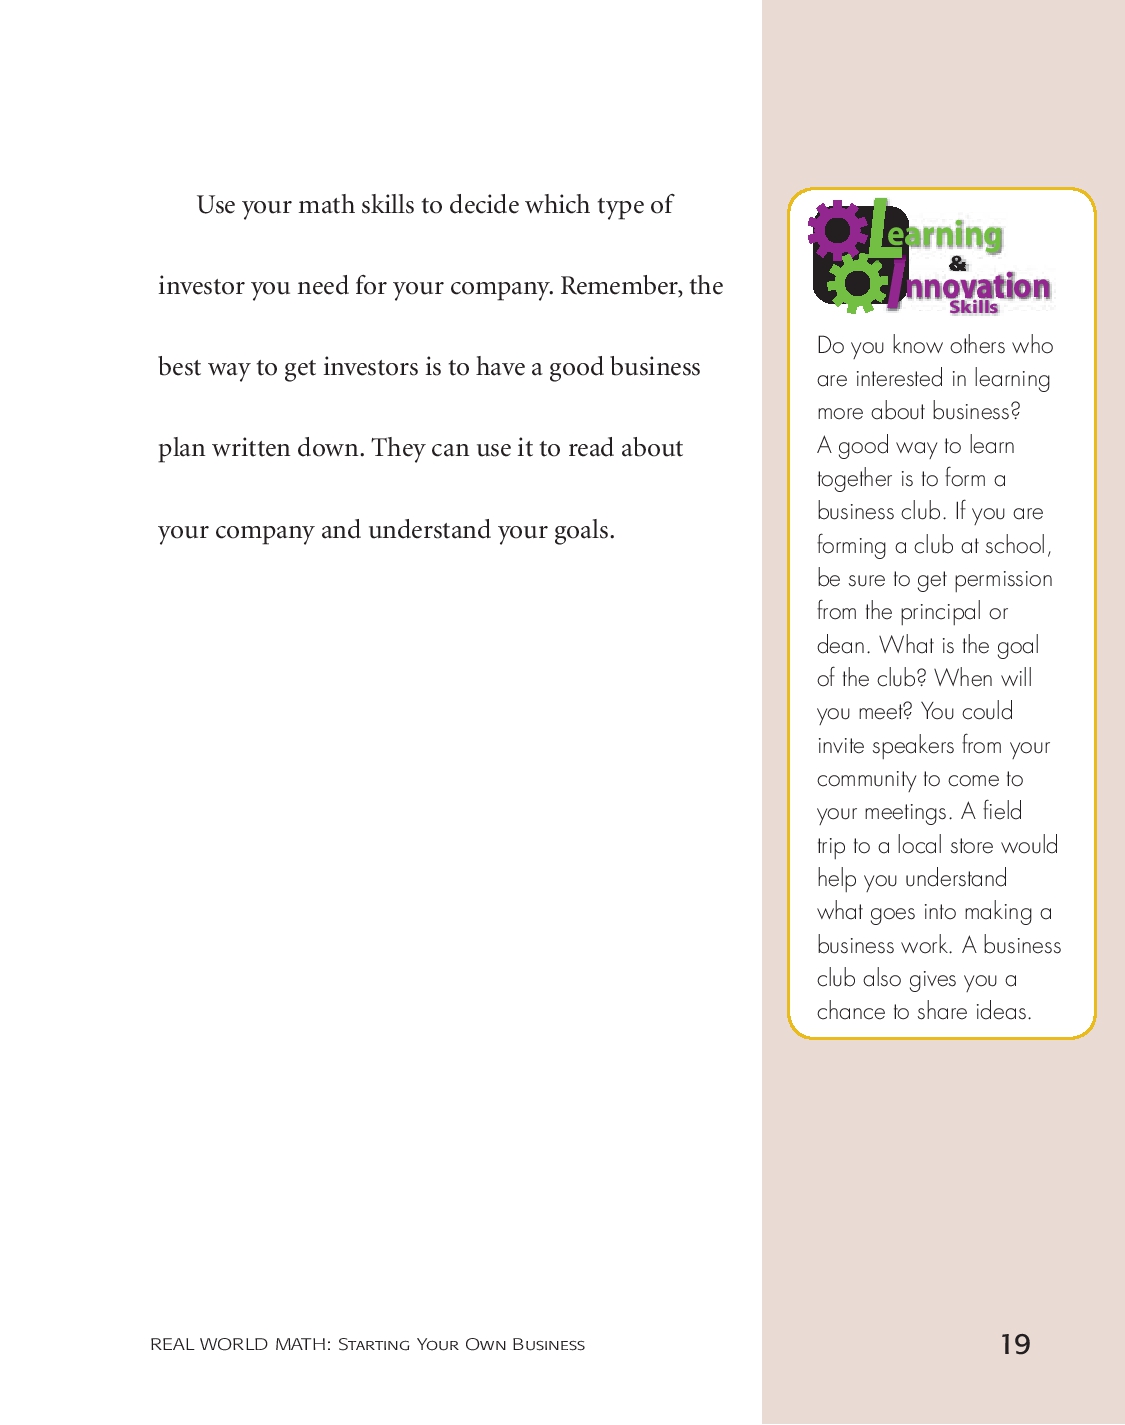 Use your math skills to decide which type of
investor you need for your company. Remember, the
best way to get investors is to have a good business
plan written down. They can use it to read about
your company and understand your goals.
Learning
&
Innovation
Skills
Do you know others who
are interested in learning
more about business?
A good way to learn
together is to form a
business club. If you are
forming a club at school,
be sure to get permission
from the principal or
dean. What is the goal
of the club? When will
you meet? You could
invite speakers from your
community to come to
your meetings. A field
trip to a local store would
help you understand
what goes into making a
business work. A business
club also gives you a
chance to share ideas.
REAL WORLD MATH: Starting Your Own Business
19